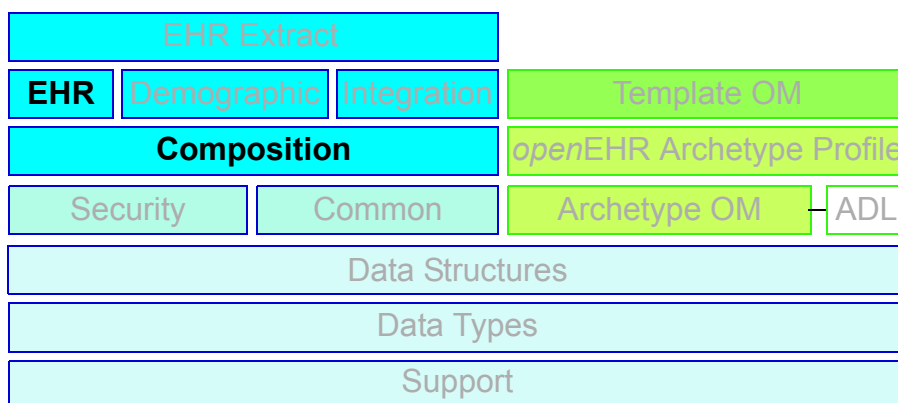 EHR Extract
EHR Demographic Integration Template OM
Composition openEHR Archetype Profile
Security Common Archetype OM ADL
Data Structures
Data Types
Support